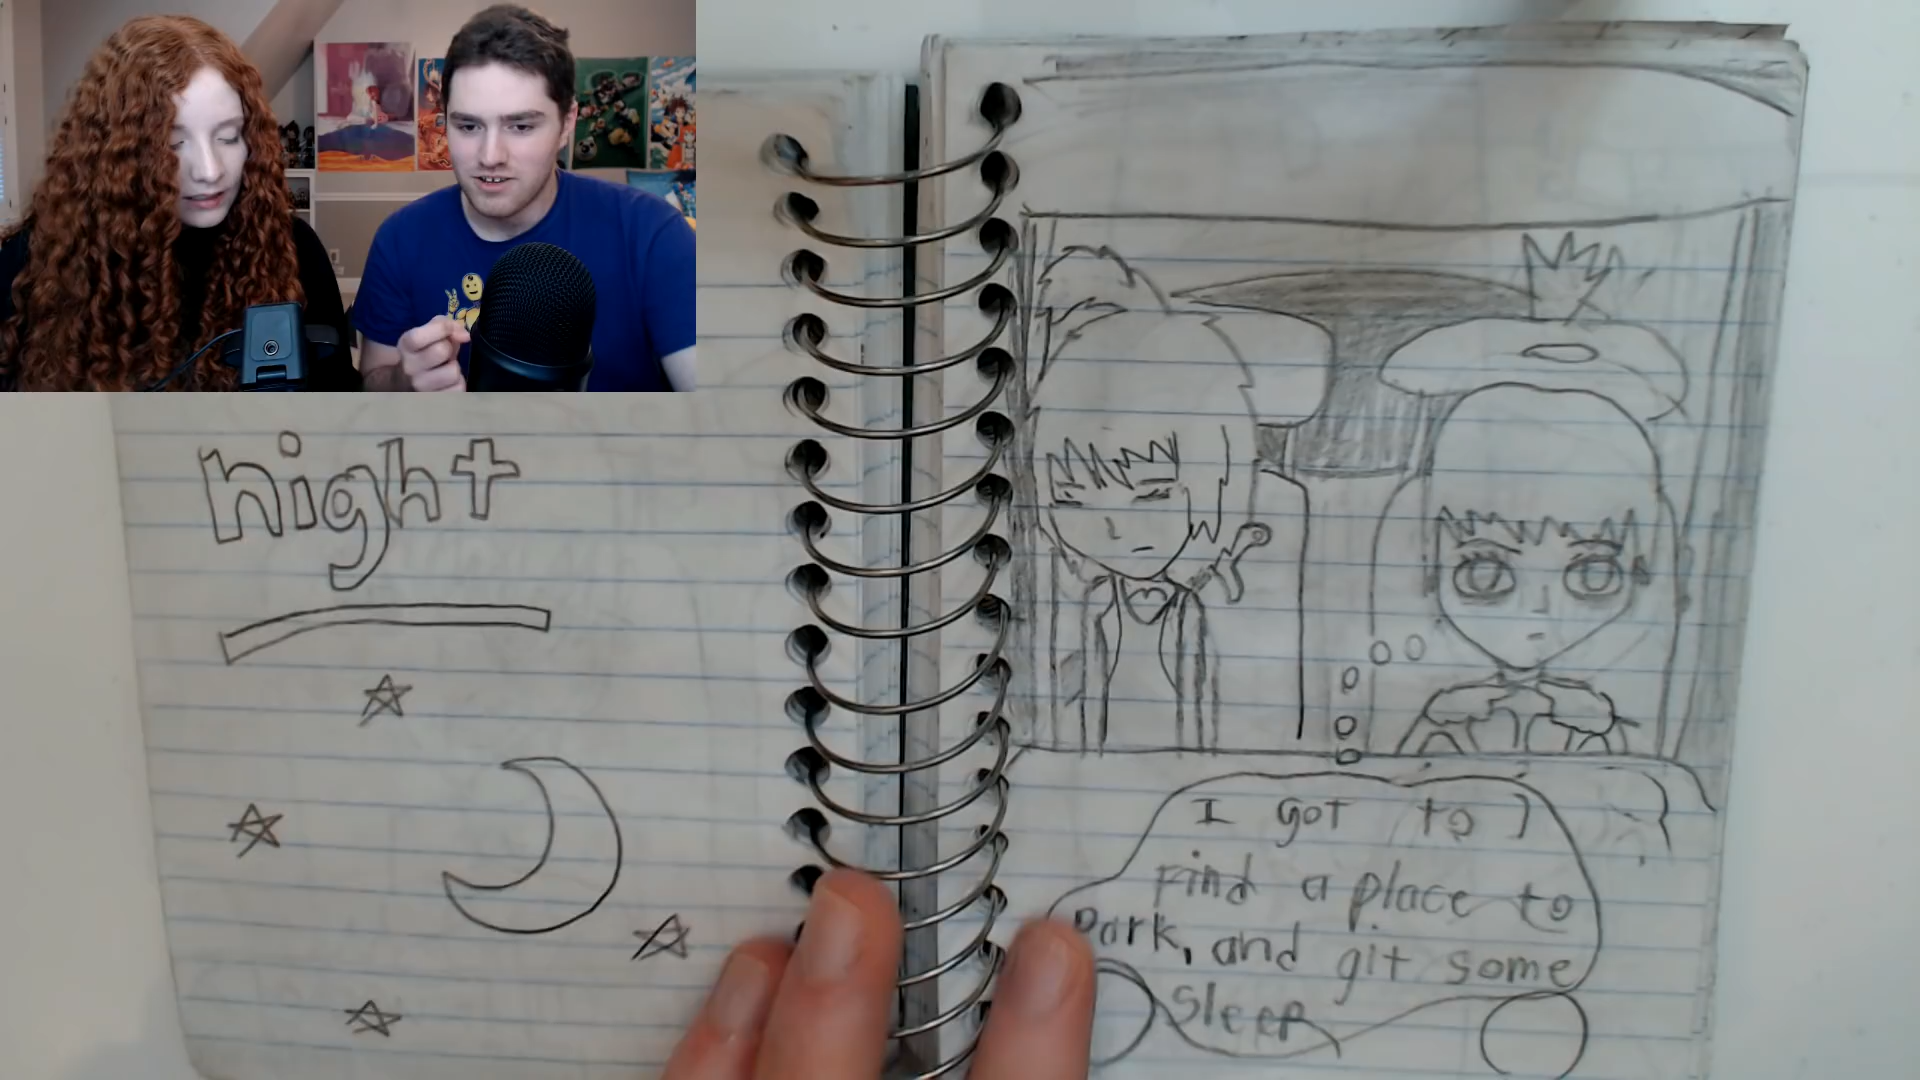 night
I got to
find a place to
Park, and git some
sleep